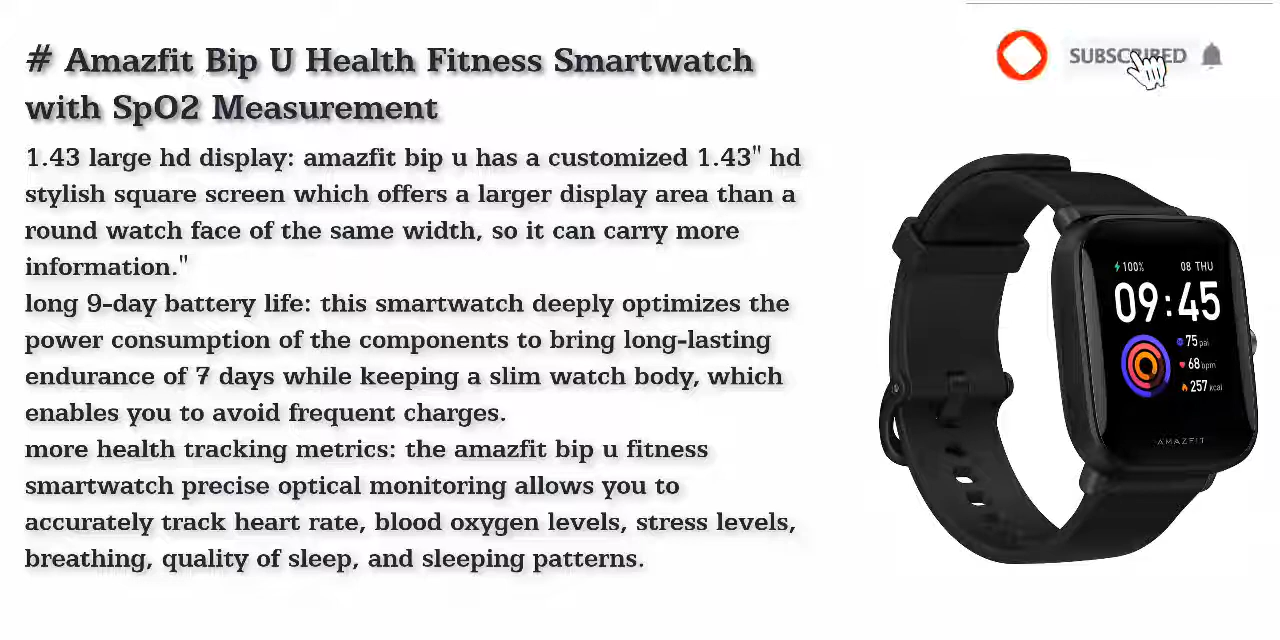 # Amazfit Bip U Health Fitness Smartwatch
with SpO2 Measurement
SUBSCRIBED
1.43 large hd display: amazfit bip u has a customized 1.43" hd
stylish square screen which offers a larger display area than a
round watch face of the same width, so it can carry more
information."
long 9-day battery life: this smartwatch deeply optimizes the
power consumption of the components to bring long-lasting
endurance of 7 days while keeping a slim watch body, which
enables you to avoid frequent charges.
more health tracking metrics: the amazfit bip u fitness
smartwatch precise optical monitoring allows you to
accurately track heart rate, blood oxygen levels, stress levels,
breathing, quality of sleep, and sleeping patterns.
100% 08 THU
09:45
75 pai
68 bpm
257 kcal
AMAZFIT